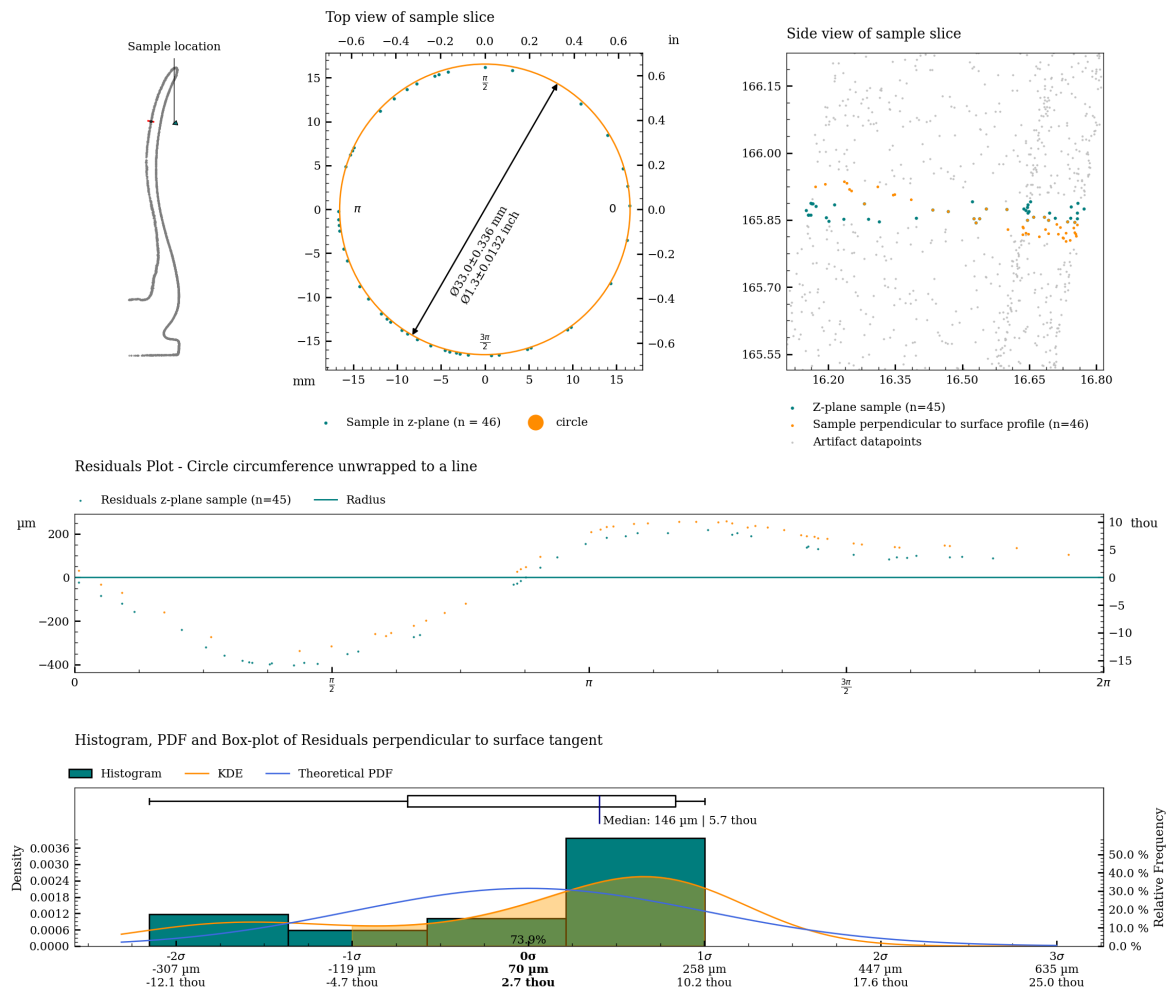 Sample location
Top view of sample slice
−0.6 −0.4 −0.2 0.0 0.2 0.4 0.6 in
15
10
5
0
−5
−10
−15
mm
0.6
0.4
0.2
0.0
−0.2
−0.4
−0.6
π/2
π
0
3π/2
Ø33.0±0.336 mm
Ø1.3±0.0132 inch
−15 −10 −5 0 5 10 15
Sample in z-plane (n = 46) circle
Side view of sample slice
166.15
166.00
165.85
165.70
165.55
16.20 16.35 16.50 16.65 16.80
Z-plane sample (n=45)
Sample perpendicular to surface profile (n=46)
Artifact datapoints
Residuals Plot - Circle circumference unwrapped to a line
Residuals z-plane sample (n=45) Radius
µm
200
0
−200
−400
10 thou
5
0
−5
−10
−15
0 π/2 π 3π/2 2π
Histogram, PDF and Box-plot of Residuals perpendicular to surface tangent
Histogram KDE Theoretical PDF
Median: 146 µm | 5.7 thou
Density
0.0036
0.0030
0.0024
0.0018
0.0012
0.0006
0.0000
73.9%
Relative Frequency
50.0 %
40.0 %
30.0 %
20.0 %
10.0 %
0.0 %
-2σ -1σ 0σ 1σ 2σ 3σ
-307 µm -119 µm 70 µm 258 µm 447 µm 635 µm
-12.1 thou -4.7 thou 2.7 thou 10.2 thou 17.6 thou 25.0 thou